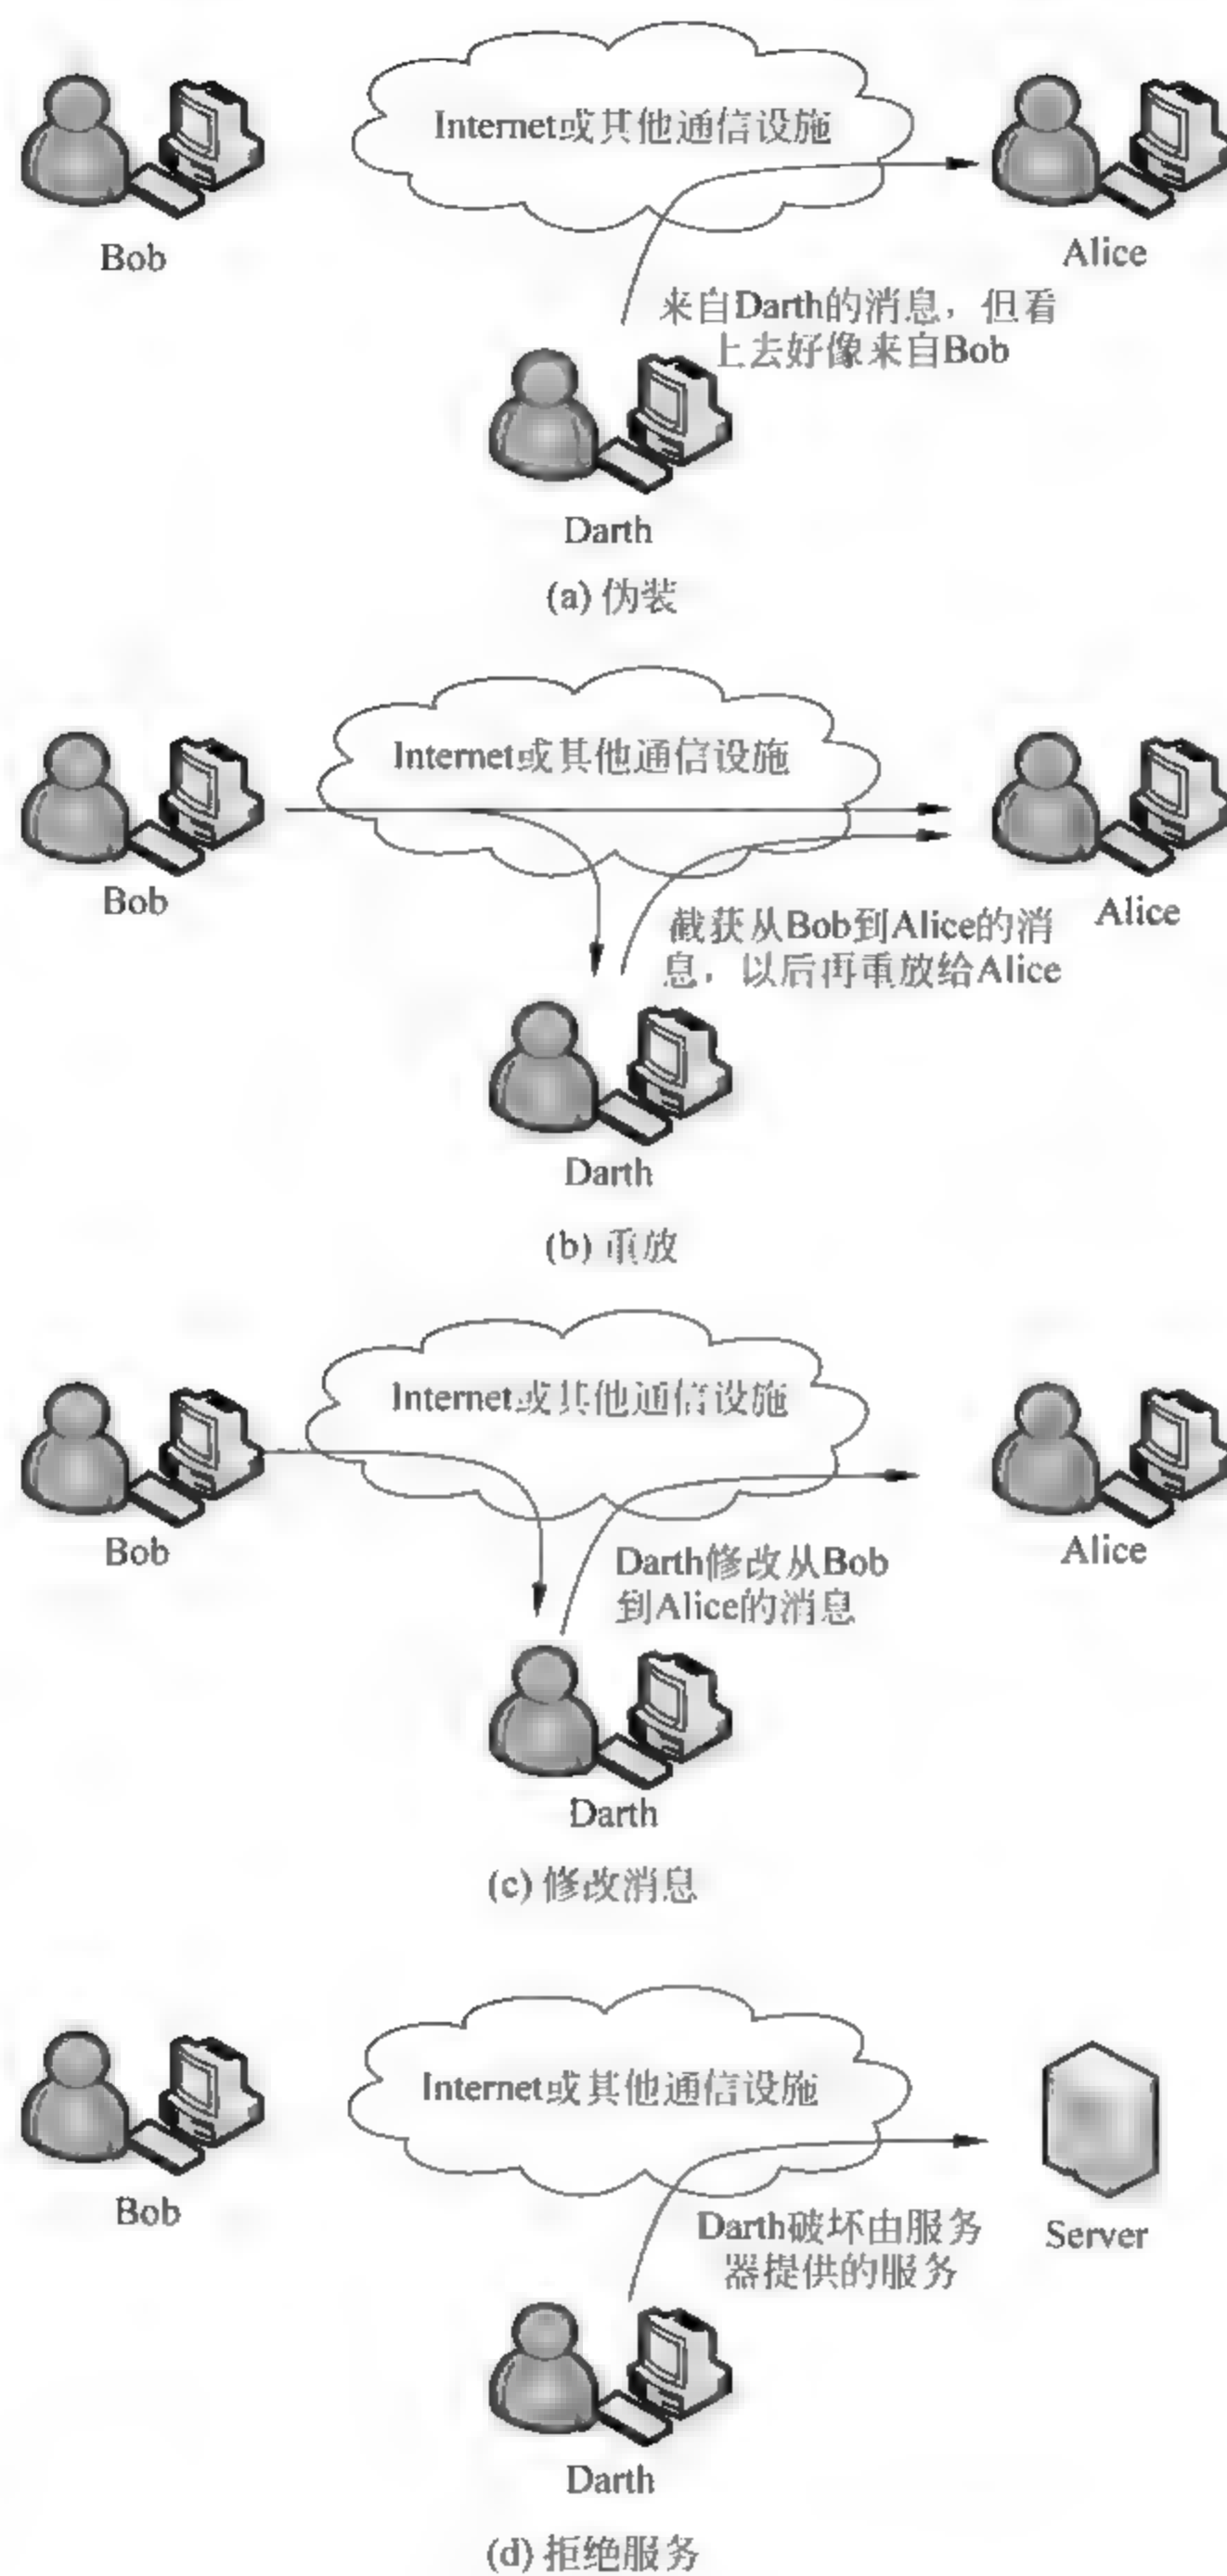 Internet或其他通信设施
Bob
Alice
来自Darth的消息，但看
上去好像来自Bob
Darth
(a) 伪装
Internet或其他通信设施
Bob
Alice
截获从Bob到Alice的消
息，以后再重放给Alice
Darth
(b) 重放
Internet或其他通信设施
Bob
Alice
Darth修改从Bob
到Alice的消息
Darth
(c) 修改消息
Internet或其他通信设施
Bob
Server
Darth破坏由服务
器提供的服务
Darth
(d) 拒绝服务